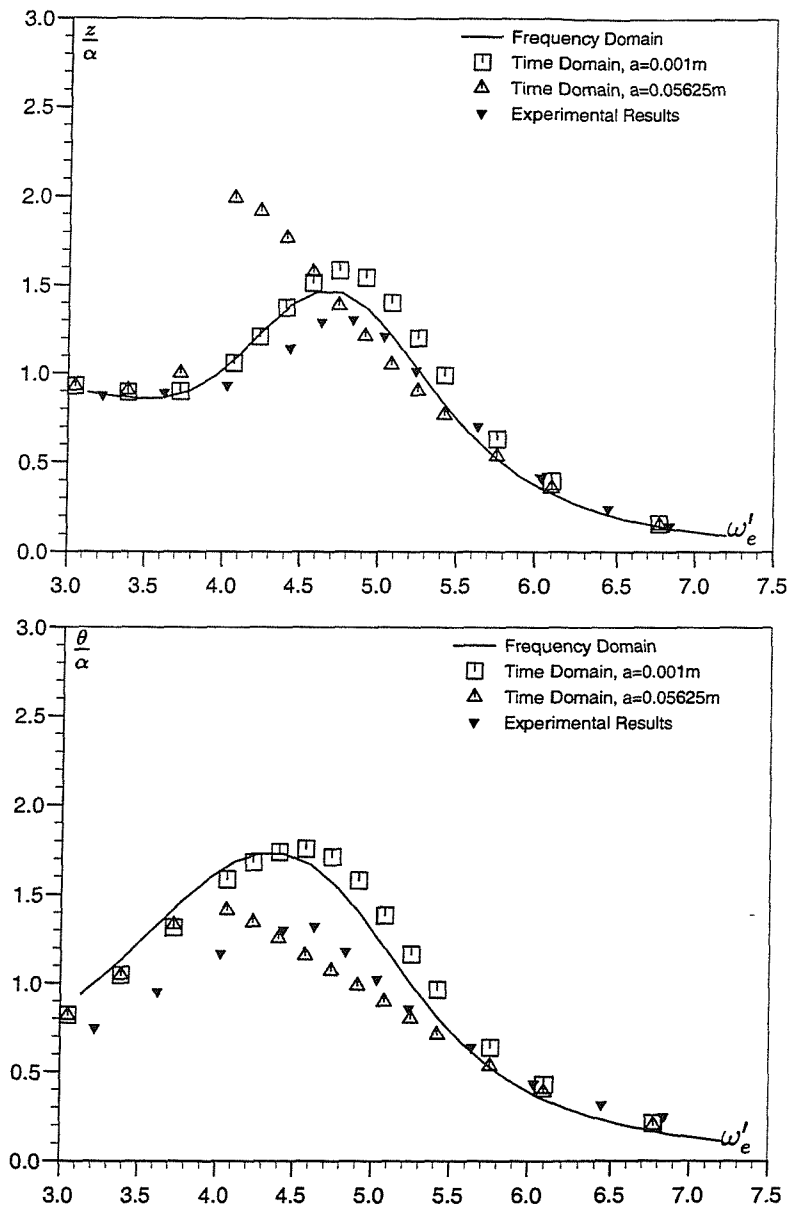 3.0
z/α
Frequency Domain
Time Domain, a=0.001m
2.5
Time Domain, a=0.05625m
Experimental Results
2.0
1.5
1.0
0.5
0.0
ω′e
3.0 3.5 4.0 4.5 5.0 5.5 6.0 6.5 7.0 7.5
3.0
θ/α
Frequency Domain
Time Domain, a=0.001m
2.5
Time Domain, a=0.05625m
Experimental Results
2.0
1.5
1.0
0.5
0.0
ω′e
3.0 3.5 4.0 4.5 5.0 5.5 6.0 6.5 7.0 7.5